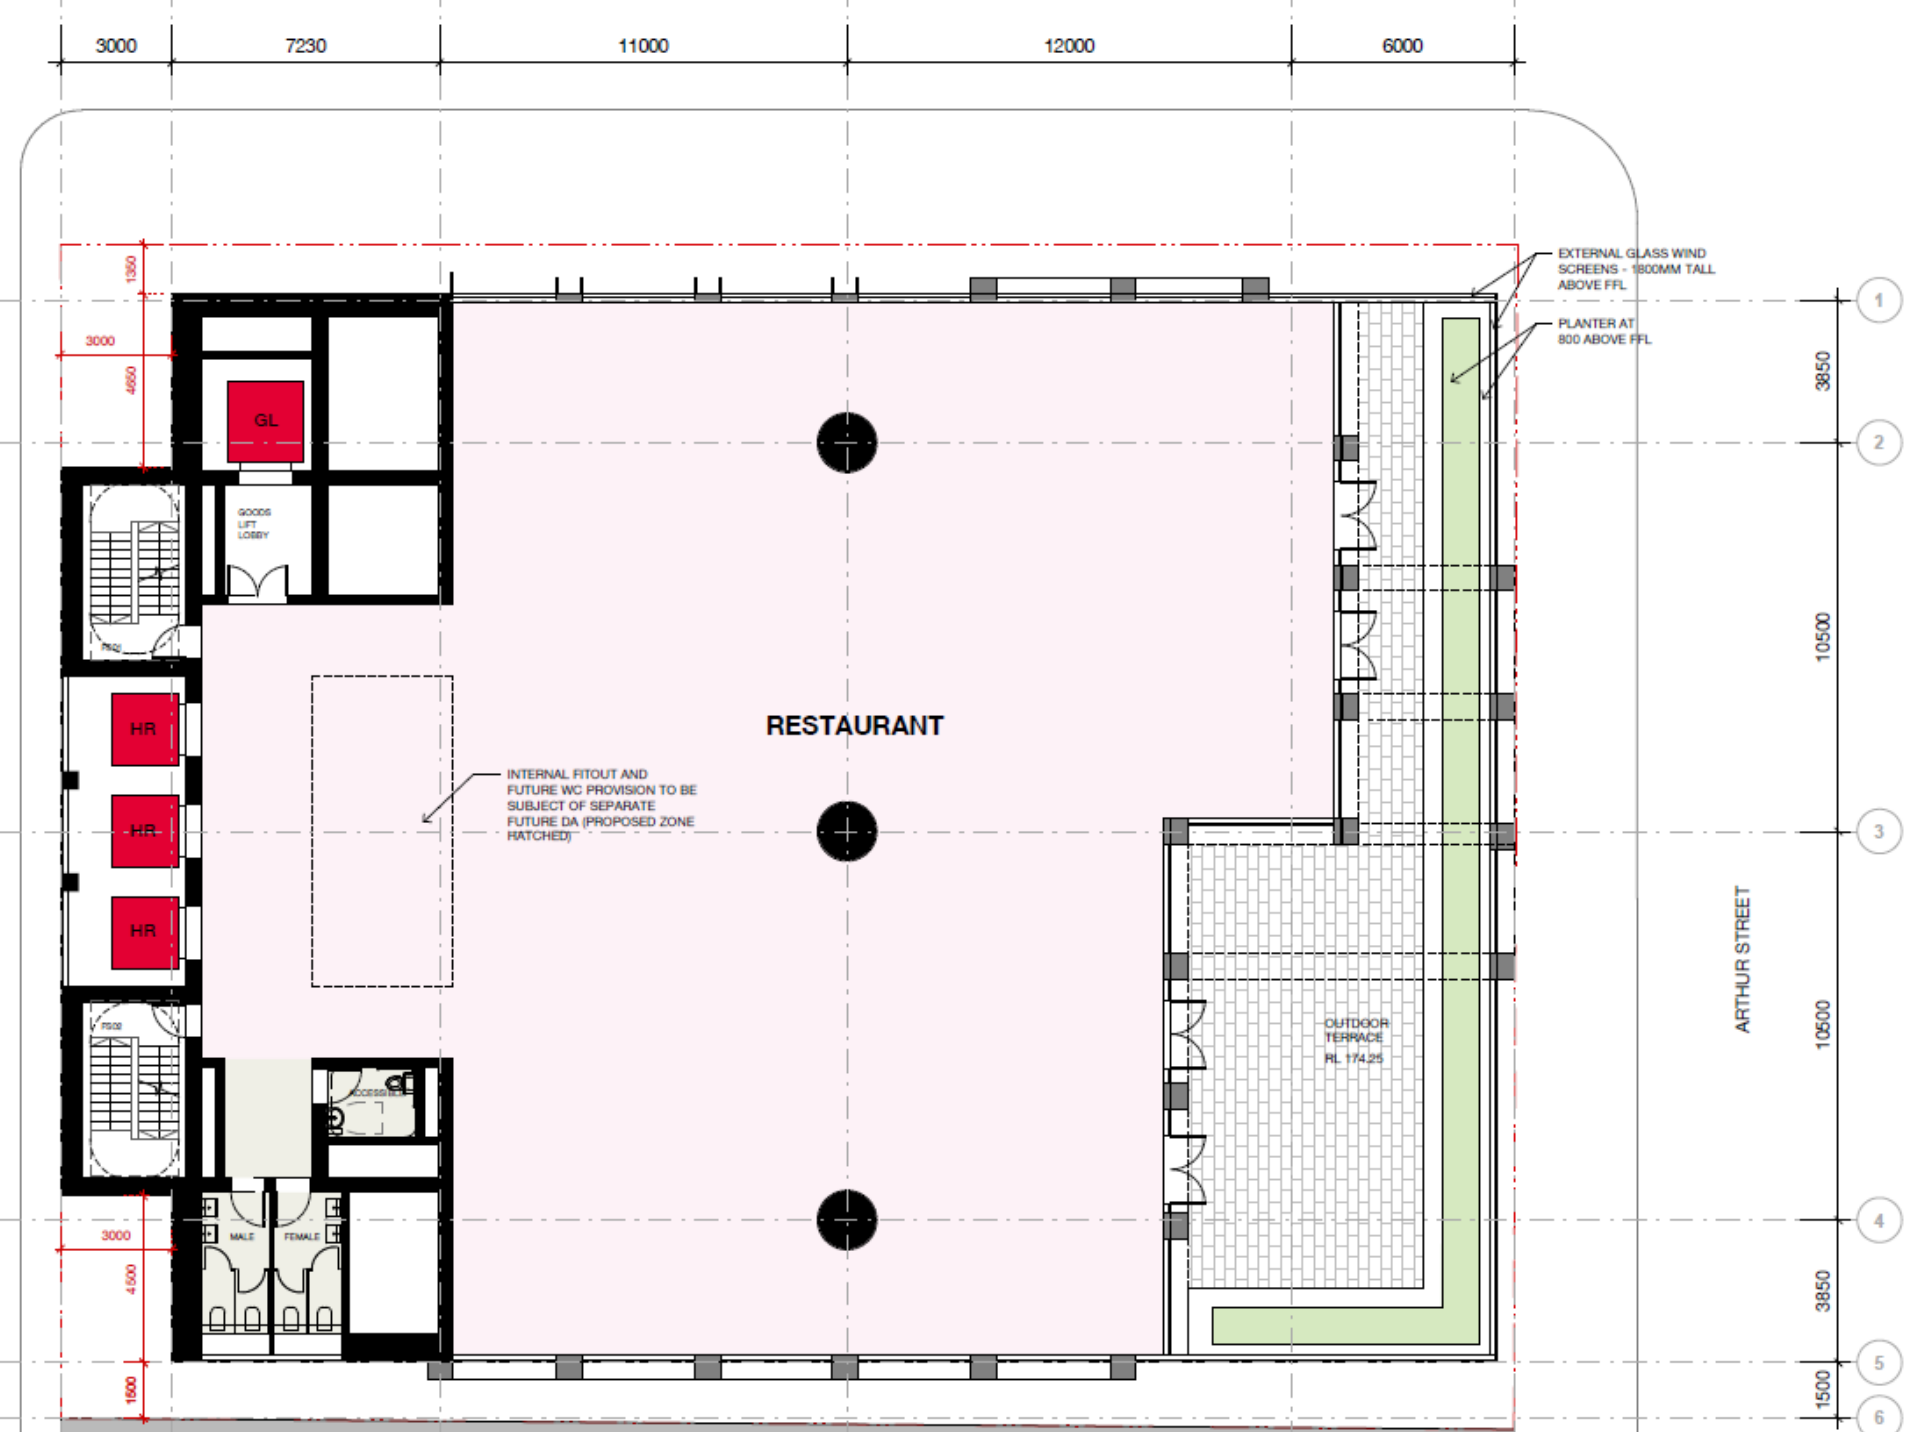 3000
7230
11000
12000
6000
1350
3000
4650
EXTERNAL GLASS WIND
SCREENS - 1800MM TALL
ABOVE FFL
PLANTER AT
800 ABOVE FFL
1
3850
2
GL
GOODS
LIFT
LOBBY
10500
HR
HR
HR
RESTAURANT
INTERNAL FITOUT AND
FUTURE WC PROVISION TO BE
SUBJECT OF SEPARATE
FUTURE DA (PROPOSED ZONE
HATCHED)
3
ARTHUR STREET
OUTDOOR
TERRACE
RL 174.25
10500
FS02
ACCESSIBLE
MALE
FEMALE
4
3000
4500
3850
5
1500
1500
6